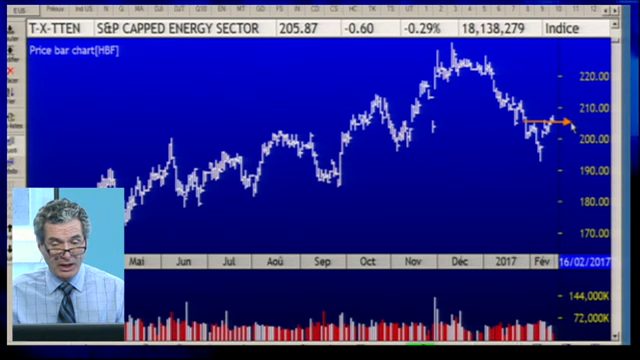 T-X-TTEN S&P CAPPED ENERGY SECTOR 205.87 -0.60 -0.29% 18,138,279 Indice
Price bar chart[HBF]
220.00
210.00
200.00
190.00
180.00
170.00
Mai Jun Jul Aoû Sep Oct Nov Déc 2017 Fév 16/02/2017
144,000K
72,000K